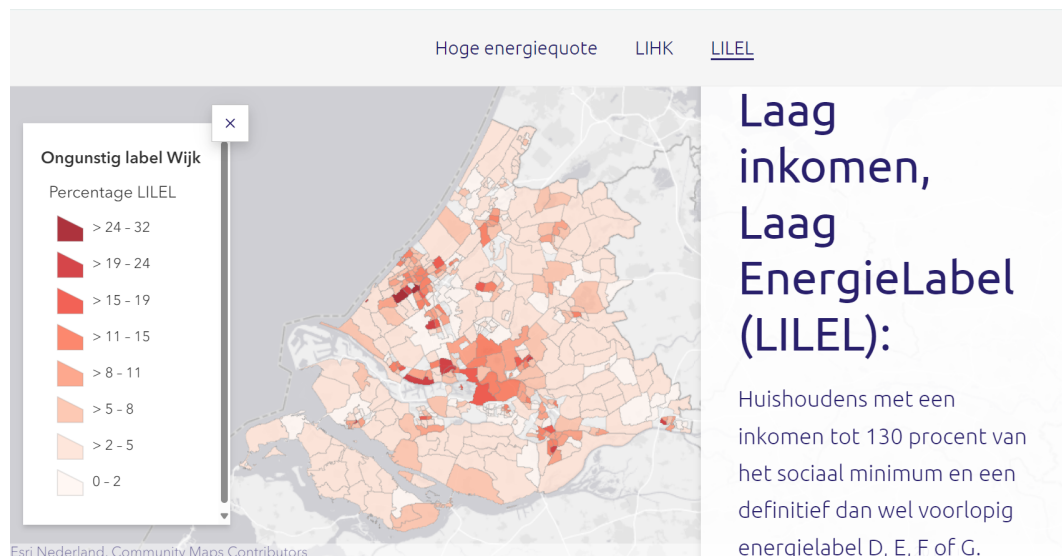 Hoge energiequote LIHK LILEL
×
Ongunstig label Wijk
Percentage LILEL
> 24 - 32
> 19 - 24
> 15 - 19
> 11 - 15
> 8 - 11
> 5 - 8
> 2 - 5
0 - 2
Esri Nederland, Community Maps Contributors
Laag
inkomen,
Laag
EnergieLabel
(LILEL):
Huishoudens met een
inkomen tot 130 procent van
het sociaal minimum en een
definitief dan wel voorlopig
energielabel D, E, F of G.